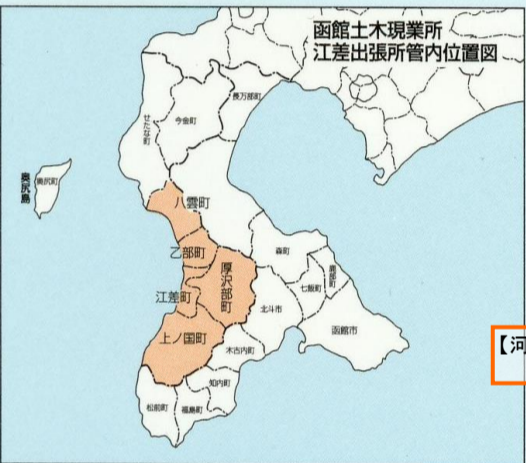 函館土木現業所
江差出張所管内位置図
長万部町
今金町
せたな町
奥尻島
奥尻町
八雲町
乙部町
厚沢部町
江差町
上ノ国町
森町
鹿部町
七飯町
北斗市
函館市
木古内町
知内町
松前町
福島町
【河